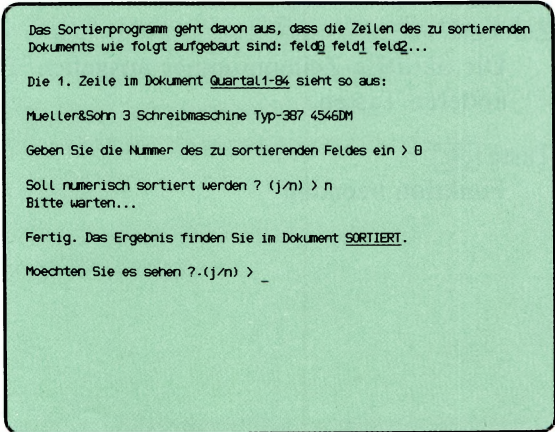 Das Sortierprogramm geht davon aus, dass die Zeilen des zu sortierenden
Dokuments wie folgt aufgebaut sind: feld0 feld1 feld2...
Die 1. Zeile im Dokument Quartal1-84 sieht so aus:
Mueller&Sohn 3 Schreibmaschine Typ-387 4546DM
Geben Sie die Nummer des zu sortierenden Feldes ein > 0
Soll numerisch sortiert werden ? (j/n) > n
Bitte warten...
Fertig. Das Ergebnis finden Sie im Dokument SORTIERT.
Moechten Sie es sehen ?.(j/n) > _